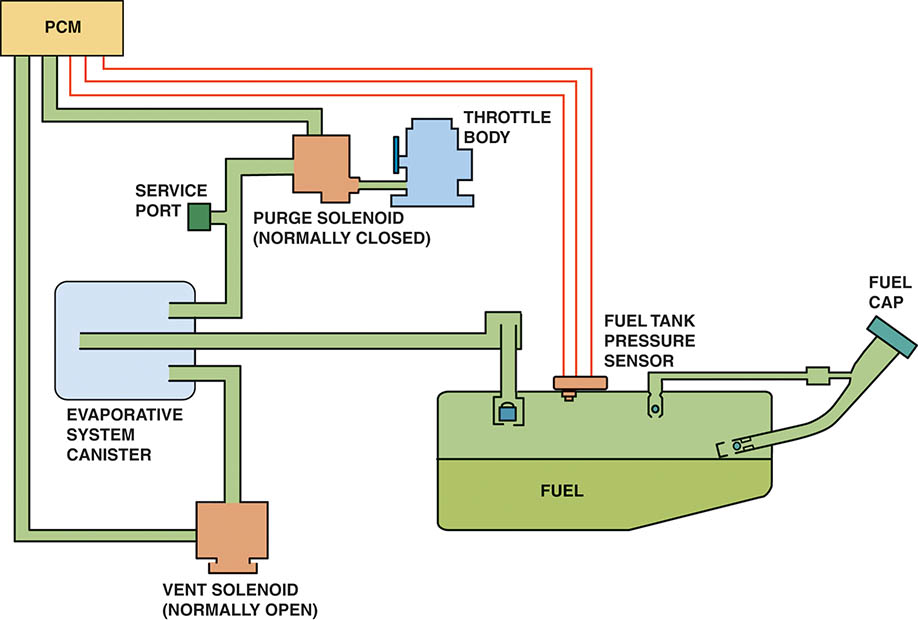 PCM
THROTTLE
BODY
SERVICE
PORT
PURGE SOLENOID
(NORMALLY CLOSED)
FUEL
CAP
FUEL TANK
PRESSURE
SENSOR
EVAPORATIVE
SYSTEM
CANISTER
FUEL
VENT SOLENOID
(NORMALLY OPEN)